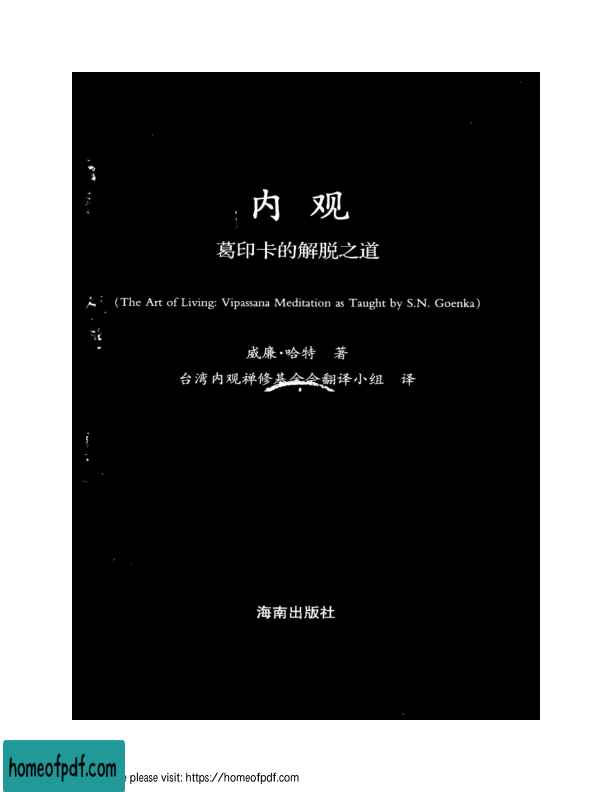 内 观
葛印卡的解脱之道
(The Art of Living: Vipassana Meditation as Taught by S.N. Goenka)
威廉·哈特 著
台湾内观禅修基金会翻译小组 译
海南出版社
homeofpdf.com
please visit: https://homeofpdf.com